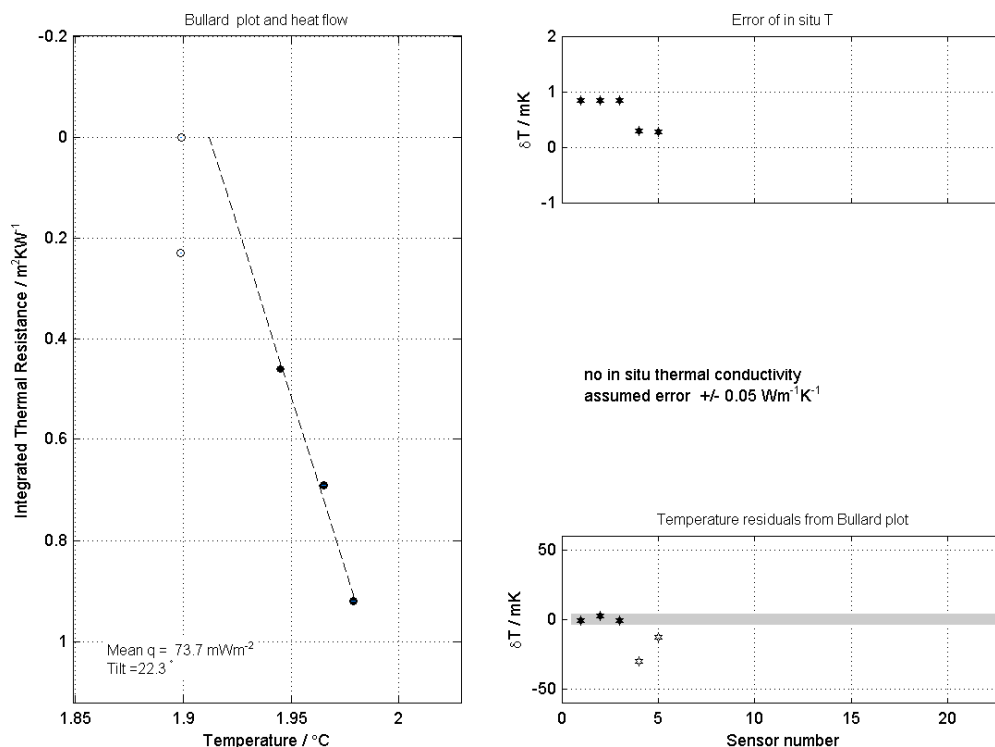 Bullard plot and heat flow
-0.2
0
0.2
0.4
0.6
0.8
1
Integrated Thermal Resistance / m²KW⁻¹
Mean q = 73.7 mWm⁻²
Tilt =22.3°
1.85
1.9
1.95
2
Temperature / °C
Error of in situ T
2
1
0
-1
δT / mK
no in situ thermal conductivity
assumed error +/- 0.05 Wm⁻¹K⁻¹
Temperature residuals from Bullard plot
50
0
-50
δT / mK
0
5
10
15
20
Sensor number